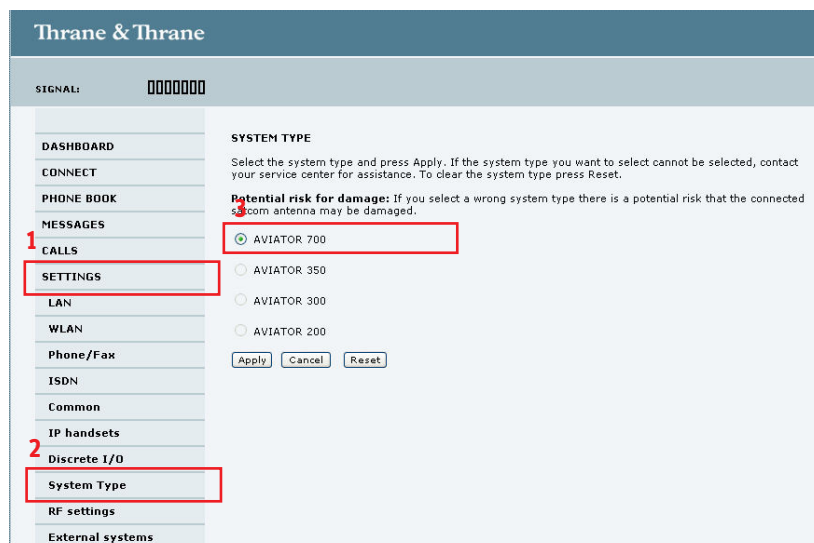 Thrane & Thrane
SIGNAL:
DASHBOARD
CONNECT
PHONE BOOK
MESSAGES
1
CALLS
SETTINGS
LAN
WLAN
Phone/Fax
ISDN
Common
IP handsets
2
Discrete I/O
System Type
RF settings
External systems
SYSTEM TYPE
Select the system type and press Apply. If the system type you want to select cannot be selected, contact
your service center for assistance. To clear the system type press Reset.
Potential risk for damage: If you select a wrong system type there is a potential risk that the connected
satcom antenna may be damaged.
3
AVIATOR 700
AVIATOR 350
AVIATOR 300
AVIATOR 200
Apply Cancel Reset